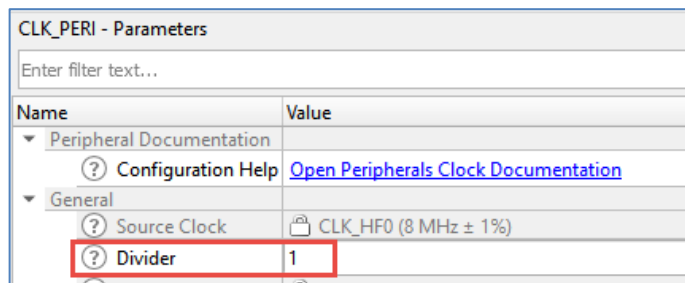 CLK_PERI - Parameters
Enter filter text...
Name Value
Peripheral Documentation
? Configuration Help Open Peripherals Clock Documentation
General
? Source Clock CLK_HF0 (8 MHz ± 1%)
? Divider 1